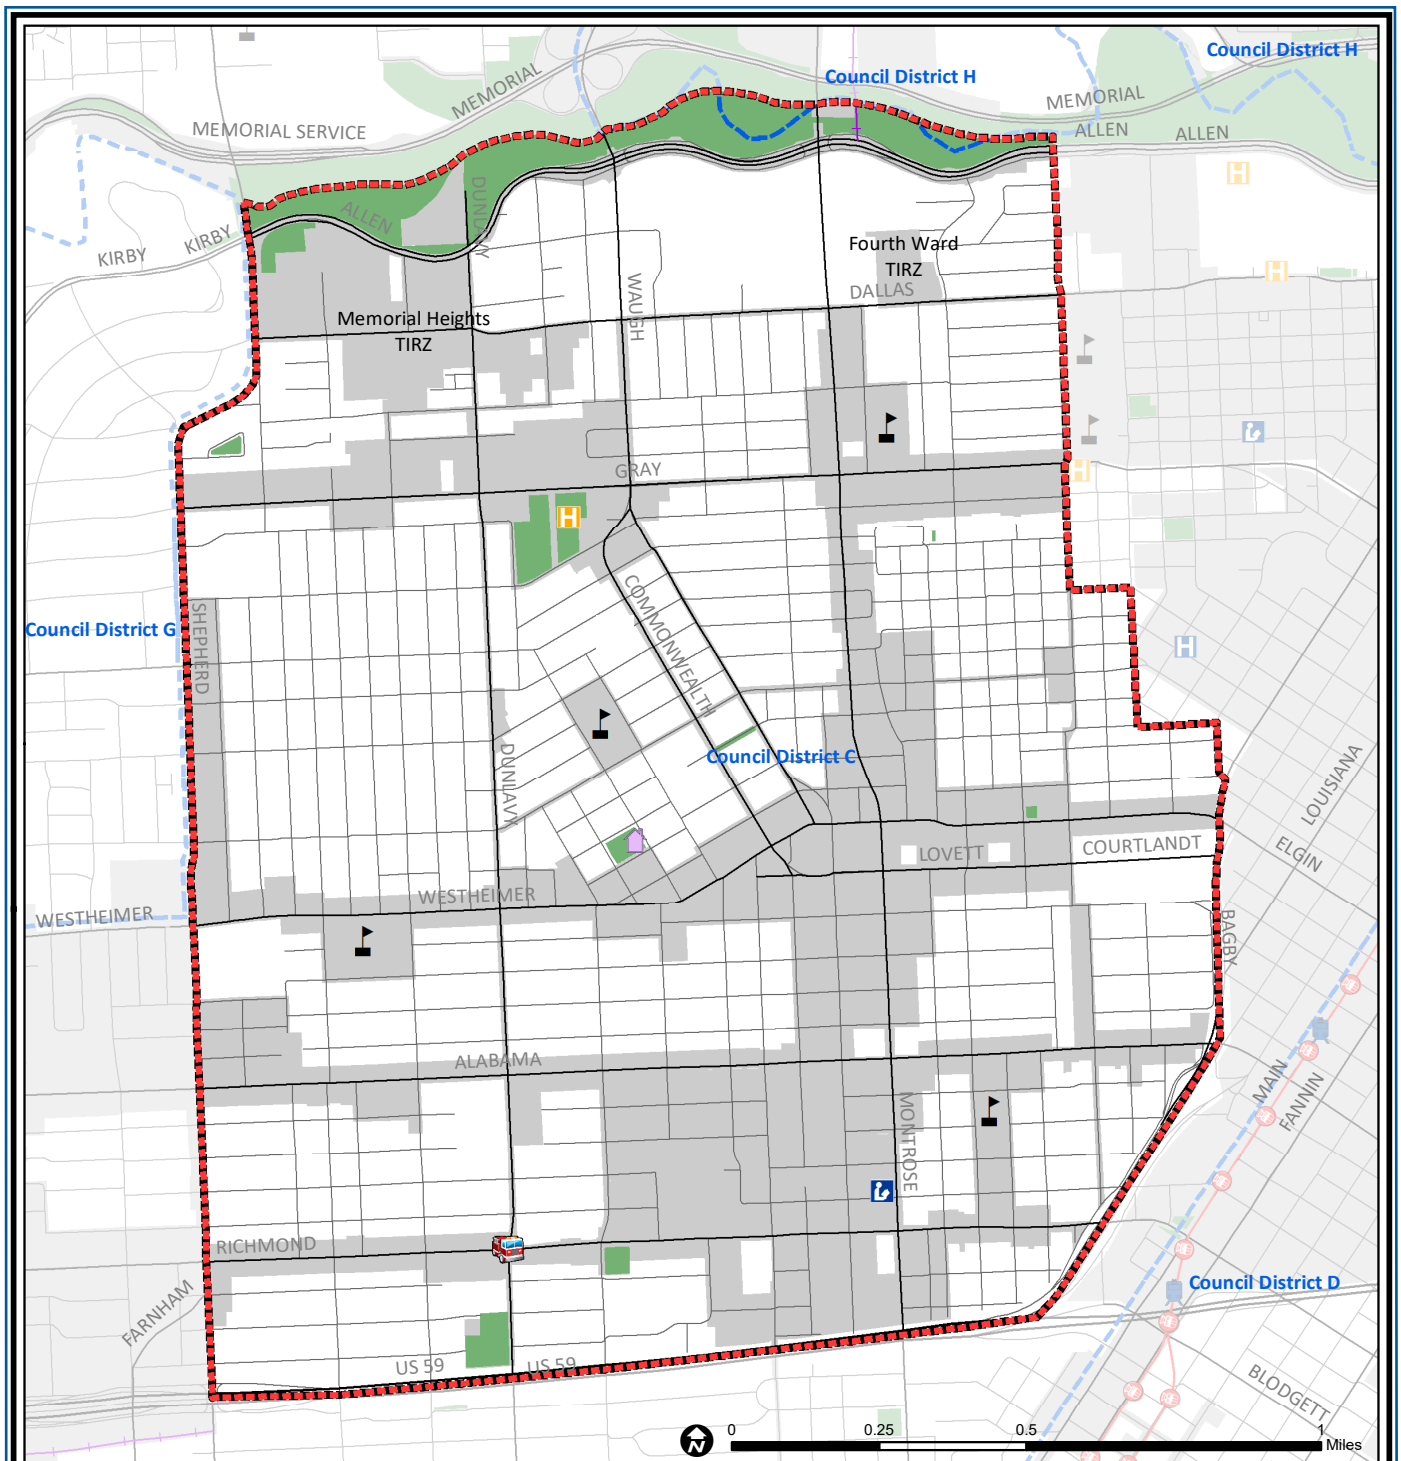 Council District H
Council District H
MEMORIAL
MEMORIAL
MEMORIAL SERVICE
ALLEN
ALLEN
DUNLAVY
ALLEN
KIRBY
KIRBY
Fourth Ward
TIRZ
DALLAS
WAUGH
Memorial Heights
TIRZ
GRAY
COMMONWEALTH
SHEPHERD
Council District G
Council District C
DUNLAVY
LOUISIANA
ELGIN
LOVETT
COURTLANDT
WESTHEIMER
WESTHEIMER
BAGBY
ALABAMA
MAIN
FANNIN
MONTROSE
RICHMOND
FARNHAM
Council District D
US 59
US 59
BLODGETT
N
0
0.25
0.5
1
Miles
H
H
H
H
H